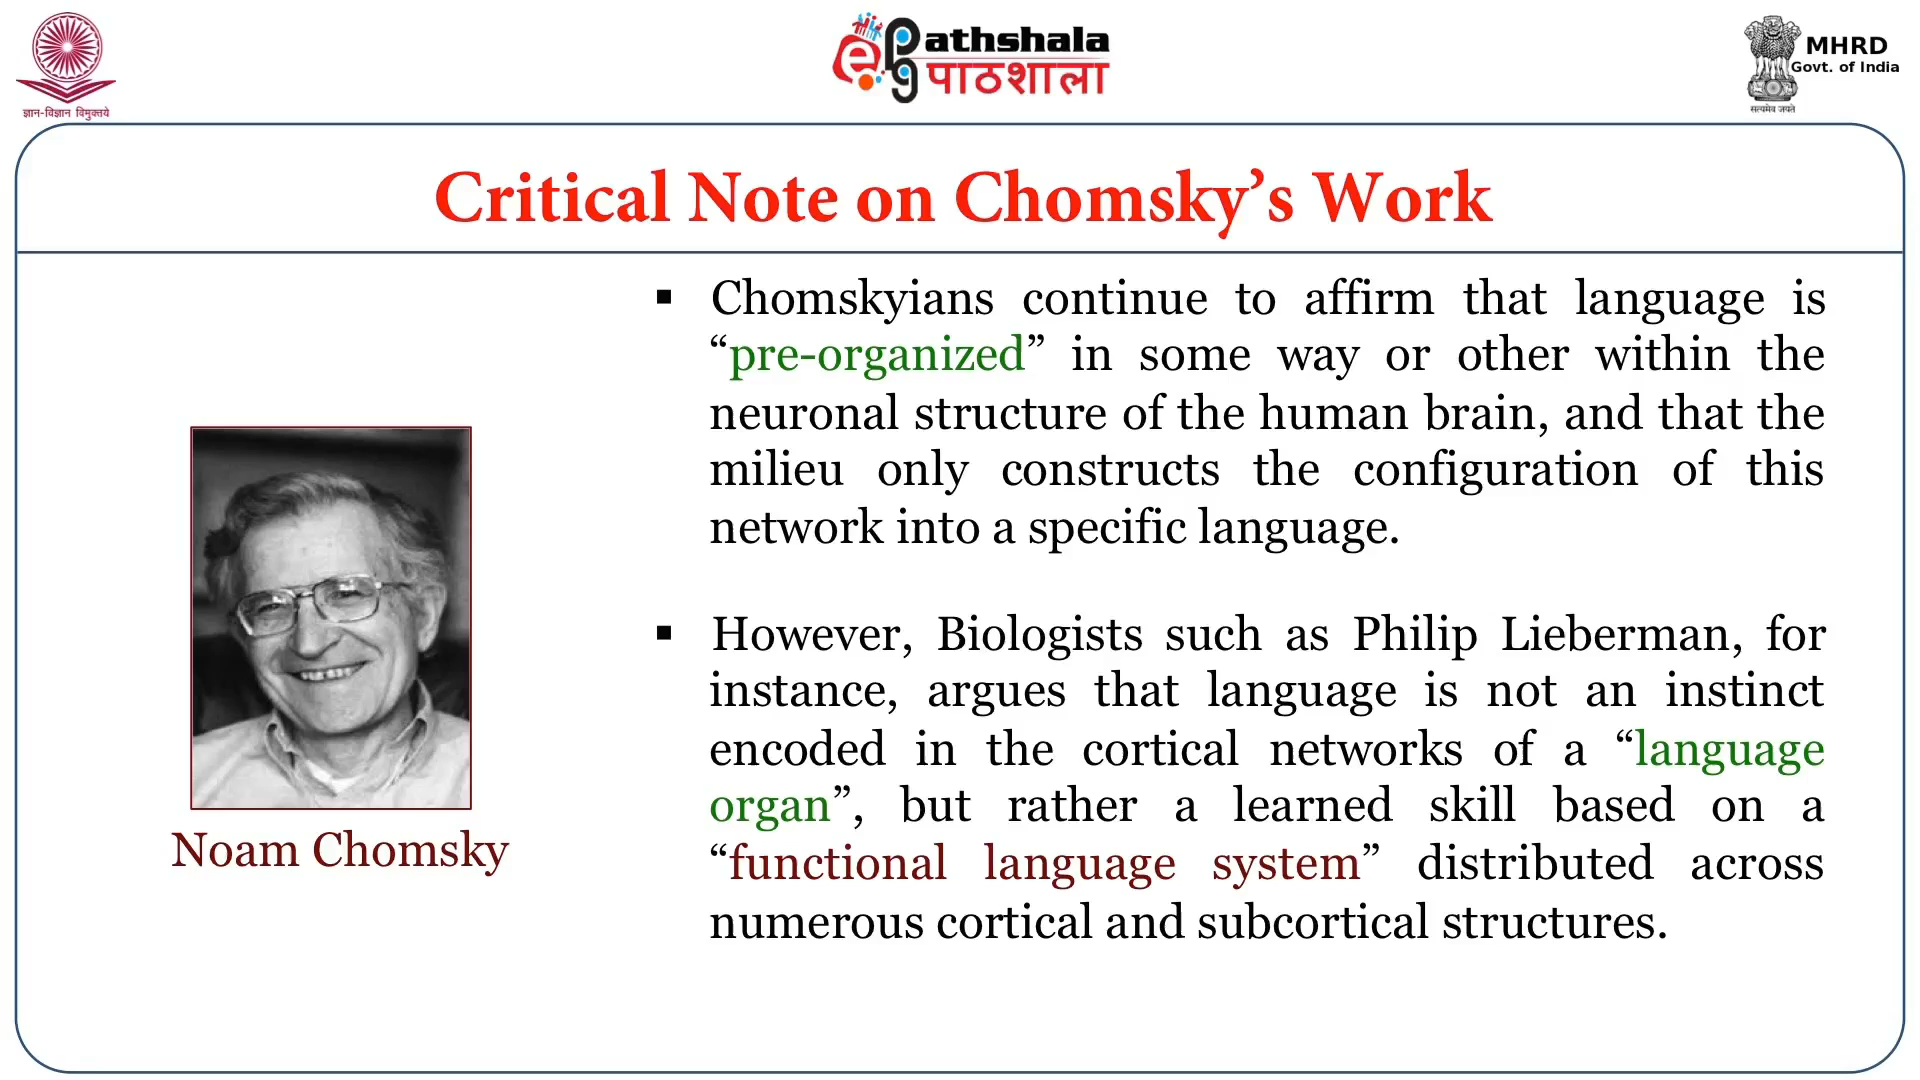 ज्ञान-विज्ञान विमुक्तये
ePG Pathshala
पाठशाला
MHRD
Govt. of India
सत्यमेव जयते
Critical Note on Chomsky’s Work
▪ Chomskyians continue to affirm that language is
“pre-organized” in some way or other within the
neuronal structure of the human brain, and that the
milieu only constructs the configuration of this
network into a specific language.
▪ However, Biologists such as Philip Lieberman, for
instance, argues that language is not an instinct
encoded in the cortical networks of a “language
organ”, but rather a learned skill based on a
“functional language system” distributed across
numerous cortical and subcortical structures.
Noam Chomsky